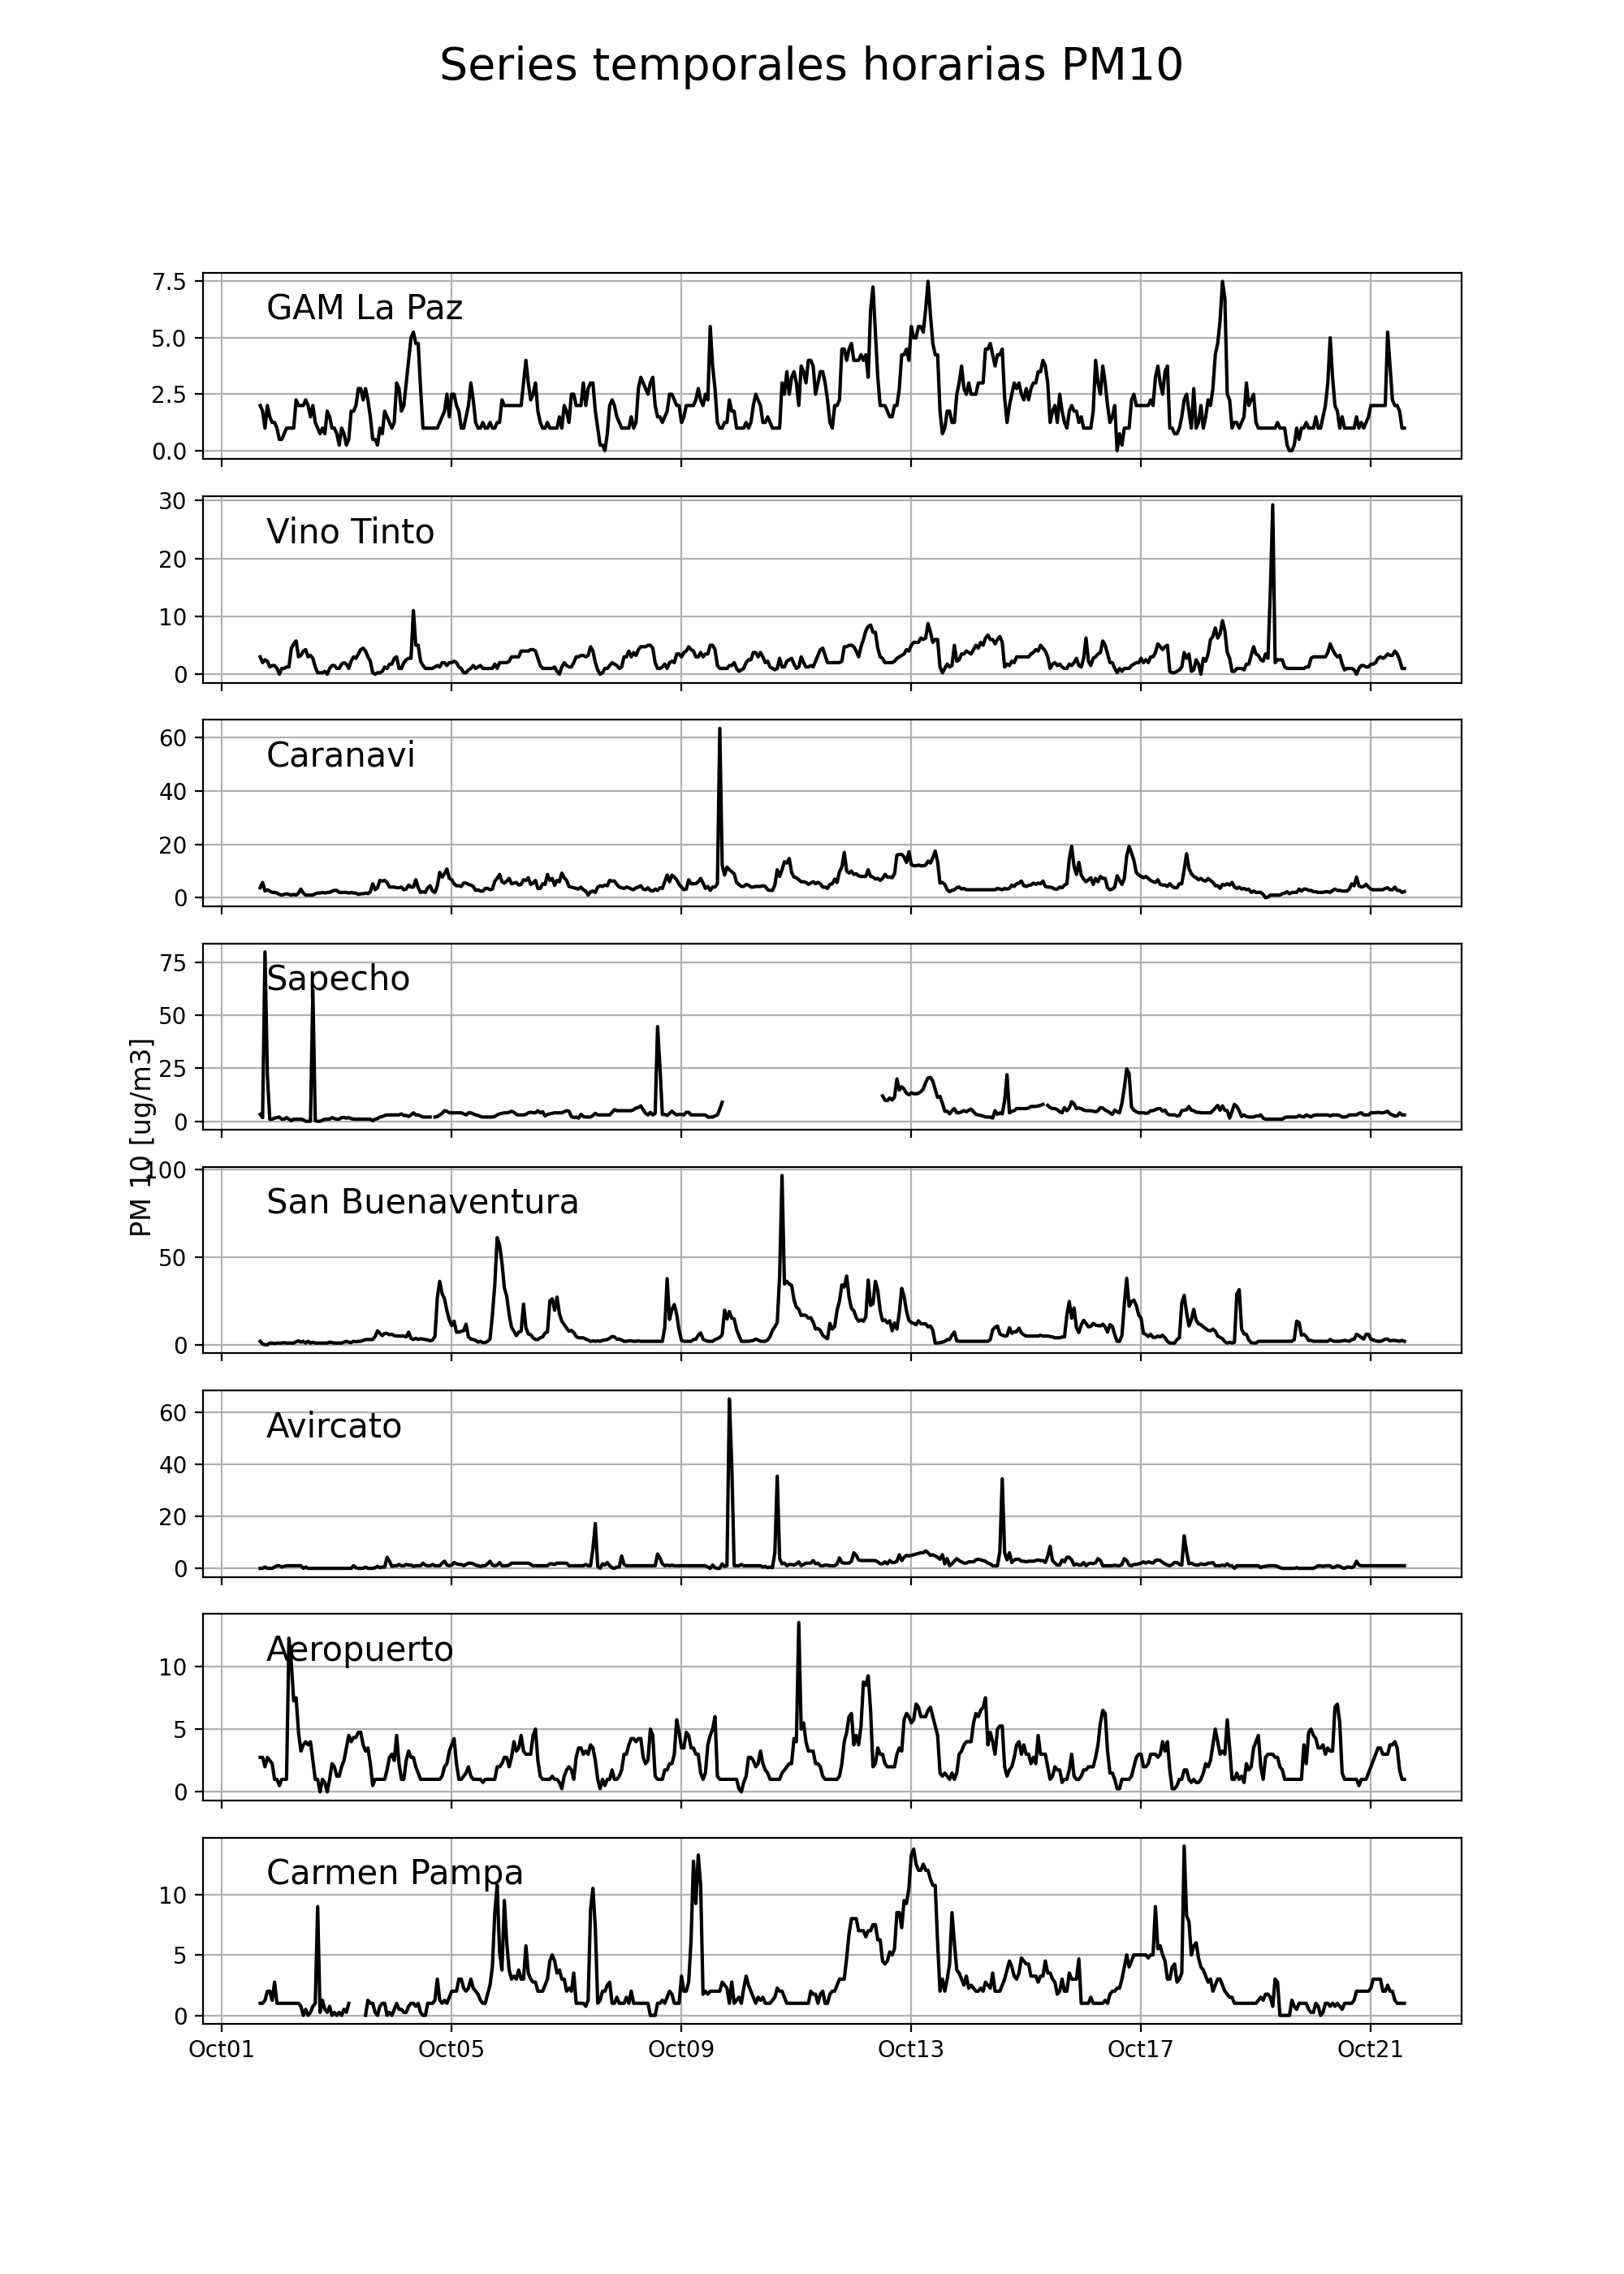 Series temporales horarias PM10
7.5
GAM La Paz
5.0
2.5
0.0
30
Vino Tinto
20
10
0
60
Caranavi
40
20
0
75
Sapecho
50
25
0
PM 10 [ug/m3]
100
San Buenaventura
50
0
60
Avircato
40
20
0
Aeropuerto
10
5
0
Carmen Pampa
10
5
0
Oct01 Oct05 Oct09 Oct13 Oct17 Oct21